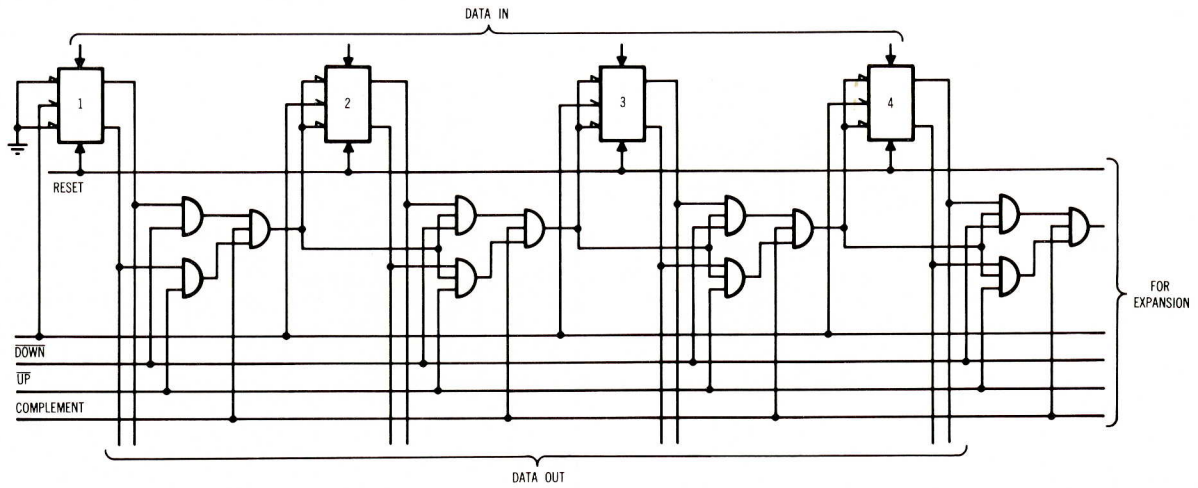 DATA IN
1
2
3
4
RESET
FOR
EXPANSION
DOWN
UP
COMPLEMENT
DATA OUT